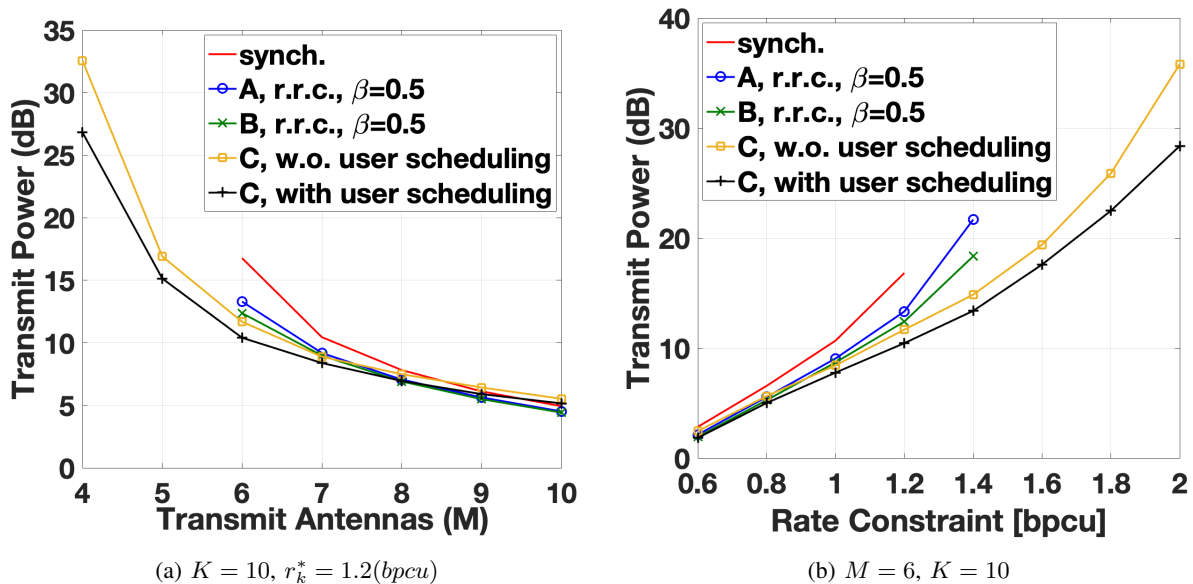 35
30
25
20
15
10
5
0
Transmit Power (dB)
synch.
A, r.r.c., β=0.5
B, r.r.c., β=0.5
C, w.o. user scheduling
C, with user scheduling
4 5 6 7 8 9 10
Transmit Antennas (M)
(a) K = 10, r*_k = 1.2(bpcu)
40
30
20
10
0
Transmit Power (dB)
synch.
A, r.r.c., β=0.5
B, r.r.c., β=0.5
C, w.o. user scheduling
C, with user scheduling
0.6 0.8 1 1.2 1.4 1.6 1.8 2
Rate Constraint [bpcu]
(b) M = 6, K = 10